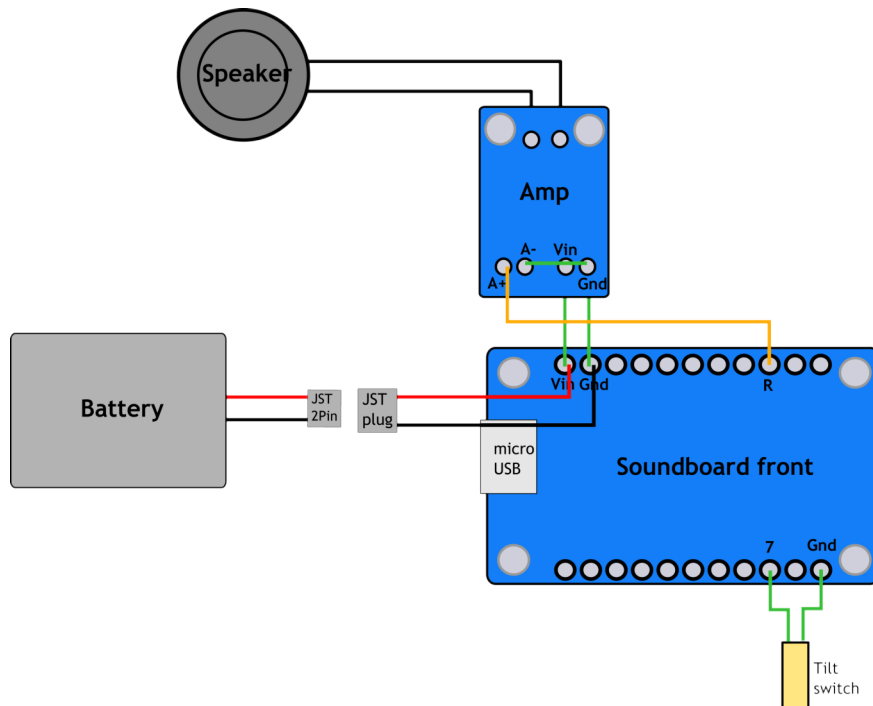 Speaker
Amp
A- Vin
A+ Gnd
Vin Gnd R
Battery
JST
2Pin
JST
plug
micro
USB
Soundboard front
7 Gnd
Tilt
switch